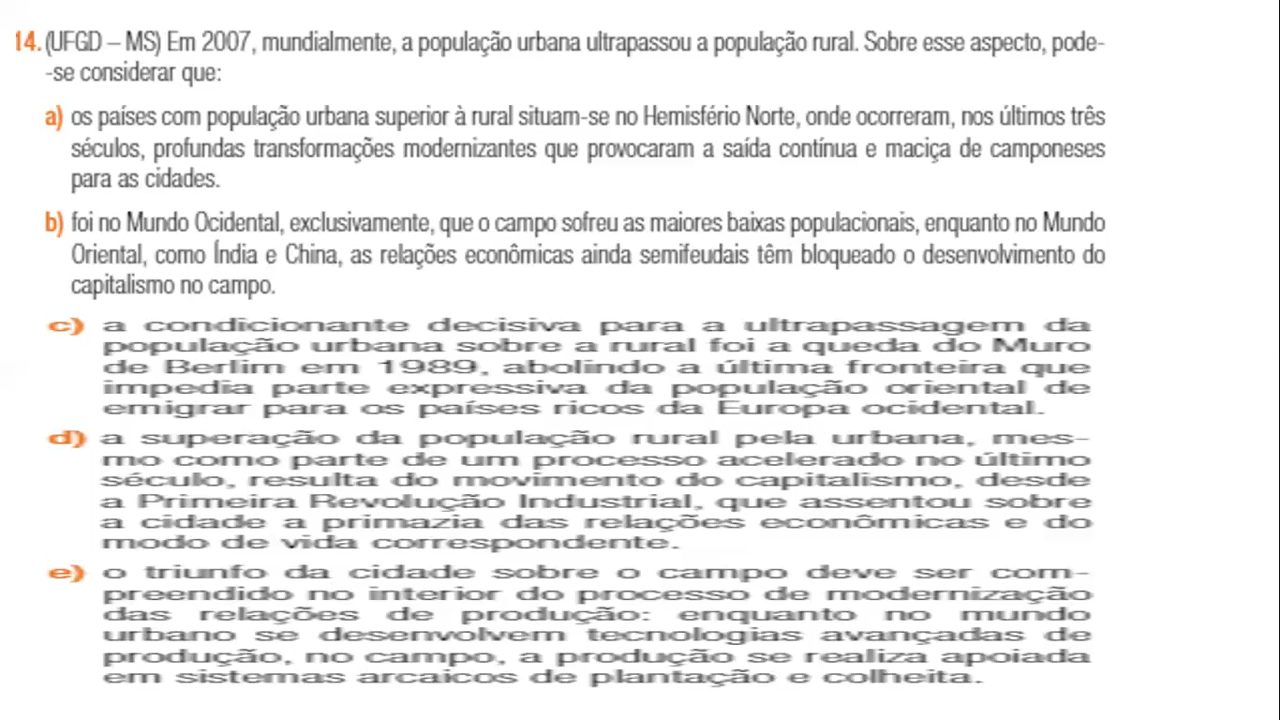 14. (UFGD – MS) Em 2007, mundialmente, a população urbana ultrapassou a população rural. Sobre esse aspecto, pode-
-se considerar que:
a) os países com população urbana superior à rural situam-se no Hemisfério Norte, onde ocorreram, nos últimos três
séculos, profundas transformações modernizantes que provocaram a saída contínua e maciça de camponeses
para as cidades.
b) foi no Mundo Ocidental, exclusivamente, que o campo sofreu as maiores baixas populacionais, enquanto no Mundo
Oriental, como Índia e China, as relações econômicas ainda semifeudais têm bloqueado o desenvolvimento do
capitalismo no campo.
c) a condicionante decisiva para a ultrapassagem da
população urbana sobre a rural foi a queda do Muro
de Berlim em 1989, abolindo a última fronteira que
impedia parte expressiva da população oriental de
emigrar para os países ricos da Europa ocidental.
d) a superação da população rural pela urbana, mes-
mo como parte de um processo acelerado no último
século, resulta do movimento do capitalismo, desde
a Primeira Revolução Industrial, que assentou sobre
a cidade a primazia das relações econômicas e do
modo de vida correspondente.
e) o triunfo da cidade sobre o campo deve ser com-
preendido no interior do processo de modernização
das relações de produção: enquanto no mundo
urbano se desenvolvem tecnologias avançadas de
produção, no campo, a produção se realiza apoiada
em sistemas arcaicos de plantação e colheita.